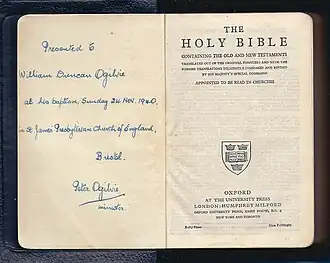 Presented to
William Duncan Ogilvie
at his baptism, Sunday 24 Nov. 1940.
in St James' Presbyterian Church of England,
Bristol.
Peter Ogilvie
minister.
THE
HOLY BIBLE
CONTAINING THE OLD AND NEW TESTAMENTS
TRANSLATED OUT OF THE ORIGINAL TONGUES: AND WITH THE
FORMER TRANSLATIONS DILIGENTLY COMPARED AND REVISED
BY HIS MAJESTY'S SPECIAL COMMAND
APPOINTED TO BE READ IN CHURCHES
OXFORD
AT THE UNIVERSITY PRESS
LONDON: HUMPHREY MILFORD
OXFORD UNIVERSITY PRESS, AMEN HOUSE, E.C. 4
NEW YORK AND TORONTO
Ruby 16mo